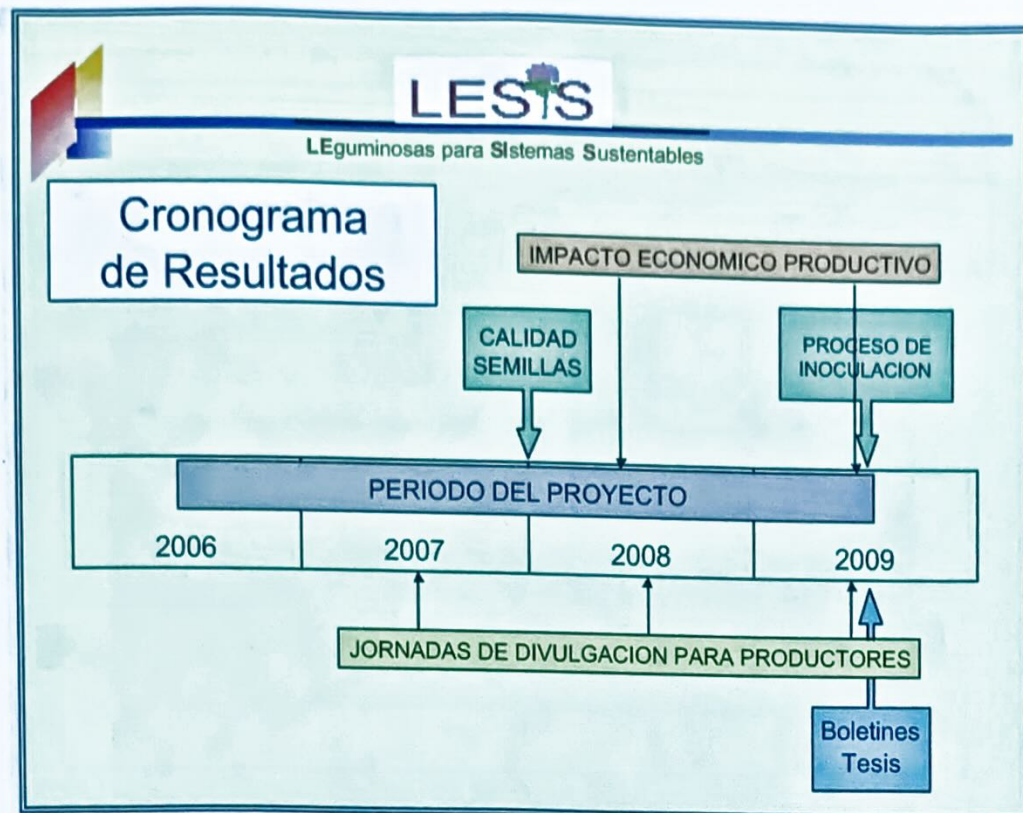 LESIS
LEguminosas para SIstemas Sustentables
Cronograma
de Resultados
IMPACTO ECONOMICO PRODUCTIVO
CALIDAD
SEMILLAS
PROCESO DE
INOCULACION
PERIODO DEL PROYECTO
2006
2007
2008
2009
JORNADAS DE DIVULGACION PARA PRODUCTORES
Boletines
Tesis